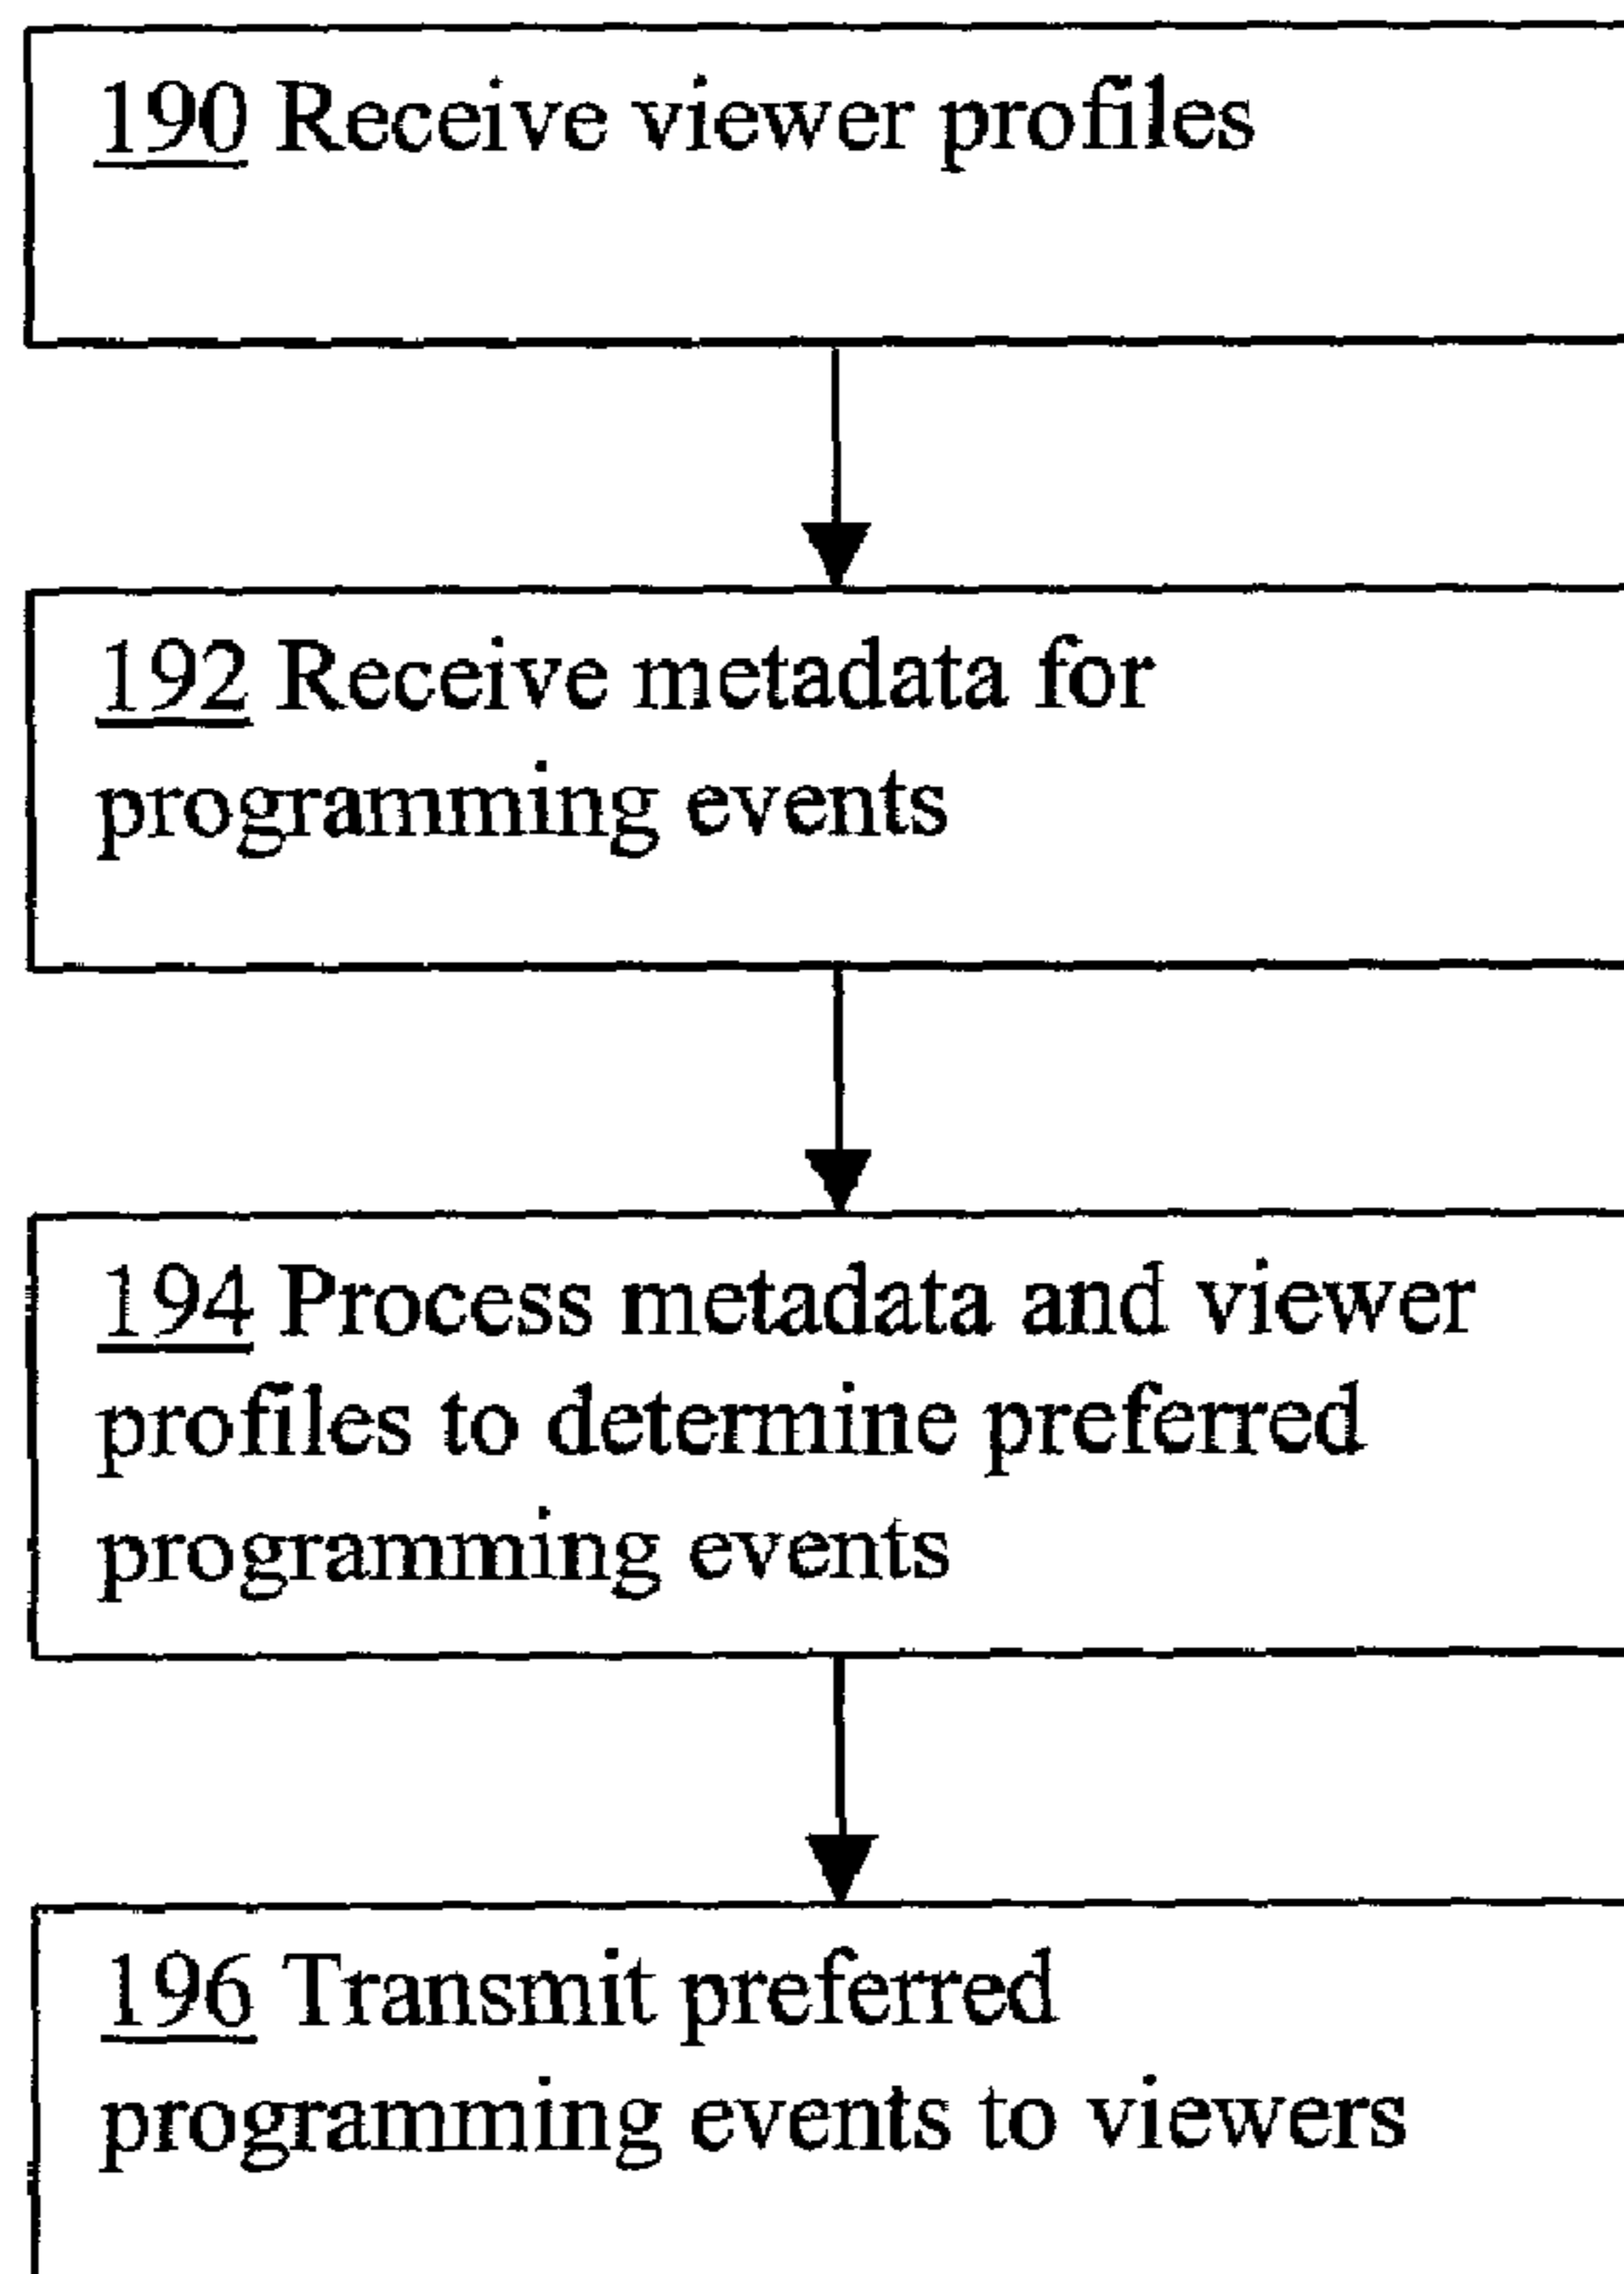 190 Receive viewer profiles
192 Receive metadata for
programming events
194 Process metadata and viewer
profiles to determine preferred
programming events
196 Transmit preferred
programming events to viewers